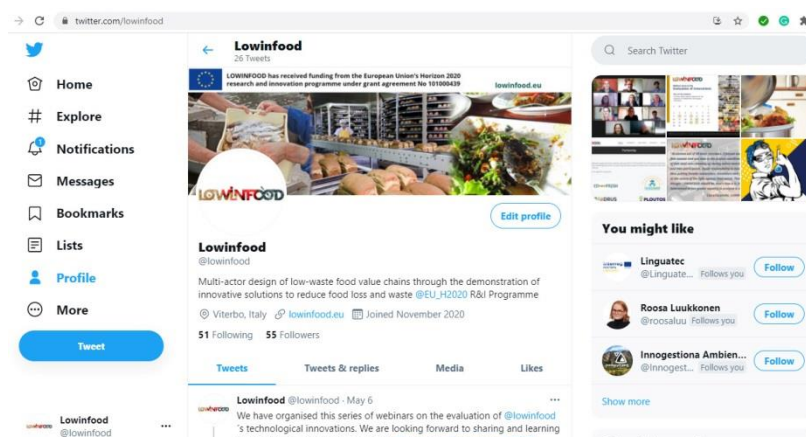 twitter.com/lowinfood
Lowinfood
26 Tweets
Search Twitter
LOWINFOOD has received funding from the European Union's Horizon 2020
research and innovation programme under grant agreement No 101000439
lowinfood.eu
Home
Explore
1
Notifications
Messages
Bookmarks
Lists
Profile
More
Tweet
LOWINFOOD
Edit profile
Lowinfood
@lowinfood
Multi-actor design of low-waste food value chains through the demonstration of
innovative solutions to reduce food loss and waste @EU_H2020 R&I Programme
Viterbo, Italy lowinfood.eu Joined November 2020
51 Following 55 Followers
Tweets Tweets & replies Media Likes
Lowinfood @lowinfood · May 6 ...
We have organised this series of webinars on the evaluation of @lowinfood
's technological innovations. We are looking forward to sharing and learning
Lowinfood
@lowinfood
...
LOWINFOOD
PLOUTOS
You might like
Linguatec
@Linguate... Follows you
Follow
Roosa Luukkonen
@roosaluu Follows you
Follow
Innogestiona Ambien...
@Innogest... Follows you
Follow
Show more